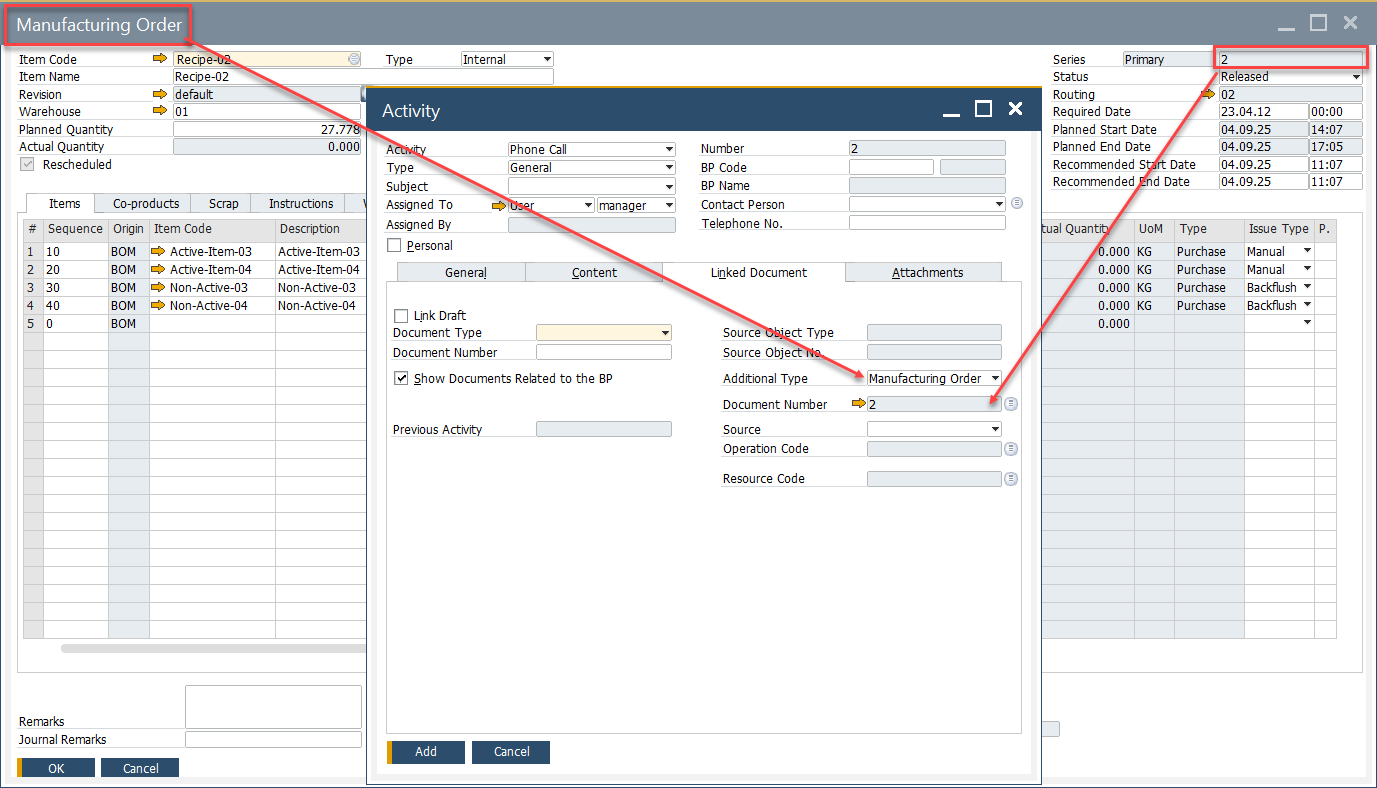 Manufacturing Order
Item Code Recipe-02 Type Internal Series Primary 2
Item Name Recipe-02 Status Released
Revision default Routing 02
Warehouse 01 Required Date 23.04.12 00:00
Planned Quantity 27.778 Planned Start Date 04.09.25 14:07
Actual Quantity 0.000 Planned End Date 04.09.25 17:05
Rescheduled Recommended Start Date 04.09.25 11:07
Recommended End Date 04.09.25 11:07
Items Co-products Scrap Instructions
# Sequence Origin Item Code Description tual Quantity UoM Type Issue Type P.
1 10 BOM Active-Item-03 Active-Item-03 0.000 KG Purchase Manual
2 20 BOM Active-Item-04 Active-Item-04 0.000 KG Purchase Manual
3 30 BOM Non-Active-03 Non-Active-03 0.000 KG Purchase Backflush
4 40 BOM Non-Active-04 Non-Active-04 0.000 KG Purchase Backflush
5 0 BOM 0.000
Remarks
Journal Remarks
OK Cancel
Activity
Activity Phone Call Number 2
Type General BP Code
Subject BP Name
Assigned To User manager Contact Person
Assigned By Telephone No.
Personal
General Content Linked Document Attachments
Link Draft
Document Type Source Object Type
Document Number Source Object No.
Show Documents Related to the BP Additional Type Manufacturing Order
Document Number 2
Previous Activity Source
Operation Code
Resource Code
Add Cancel